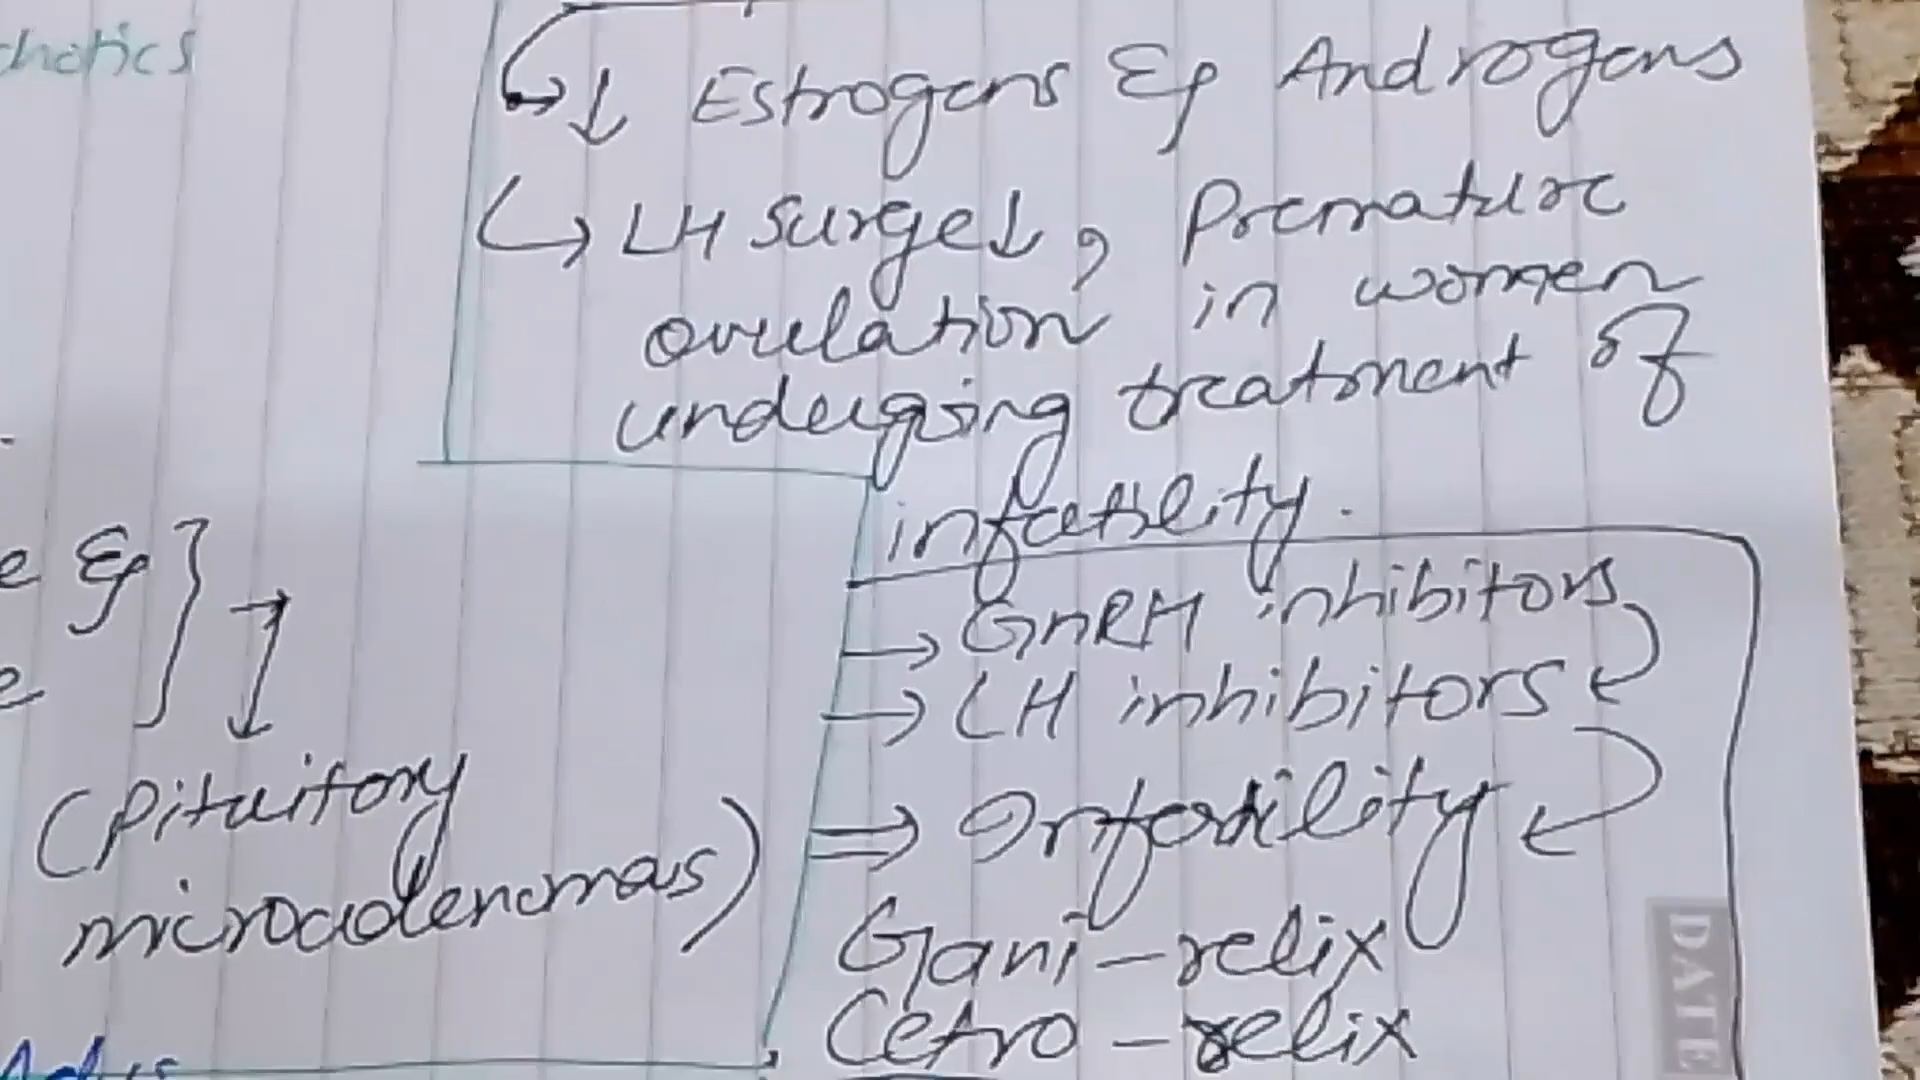 ↓ Estrogens & Androgens
↳ LH surge↓, Premature
ovulation in women
undergoing treatment of
infertility.
→ GnRH inhibitors
→ LH inhibitors
⇒ Infertility
Gani-relix
Cetro-relix
e &
e
(Pituitary
microadenomas)
DATE